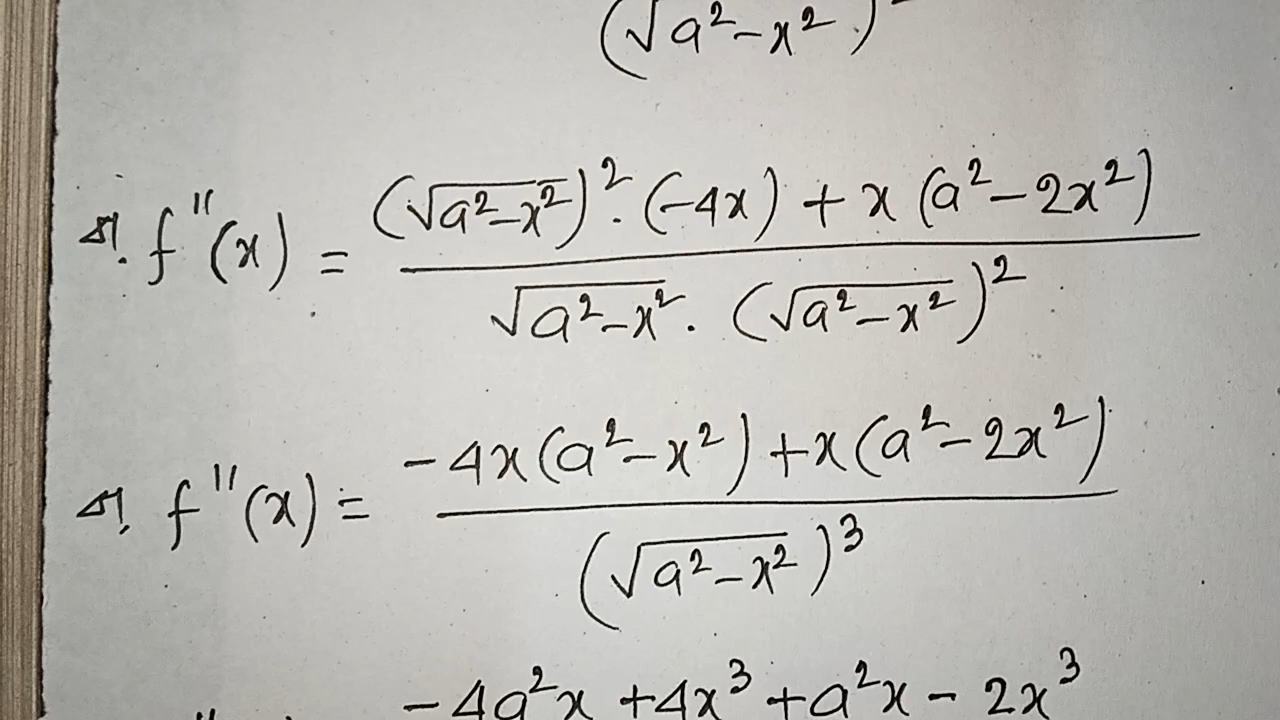 (√a²-x²)²
বা, f"(x) = (√a²-x²)².(-4x) + x (a²-2x²) / √a²-x². (√a²-x²)²
বা, f"(x) = -4x(a²-x²)+x(a²-2x²) / (√a²-x²)³
-4a²x +4x³+a²x - 2x³